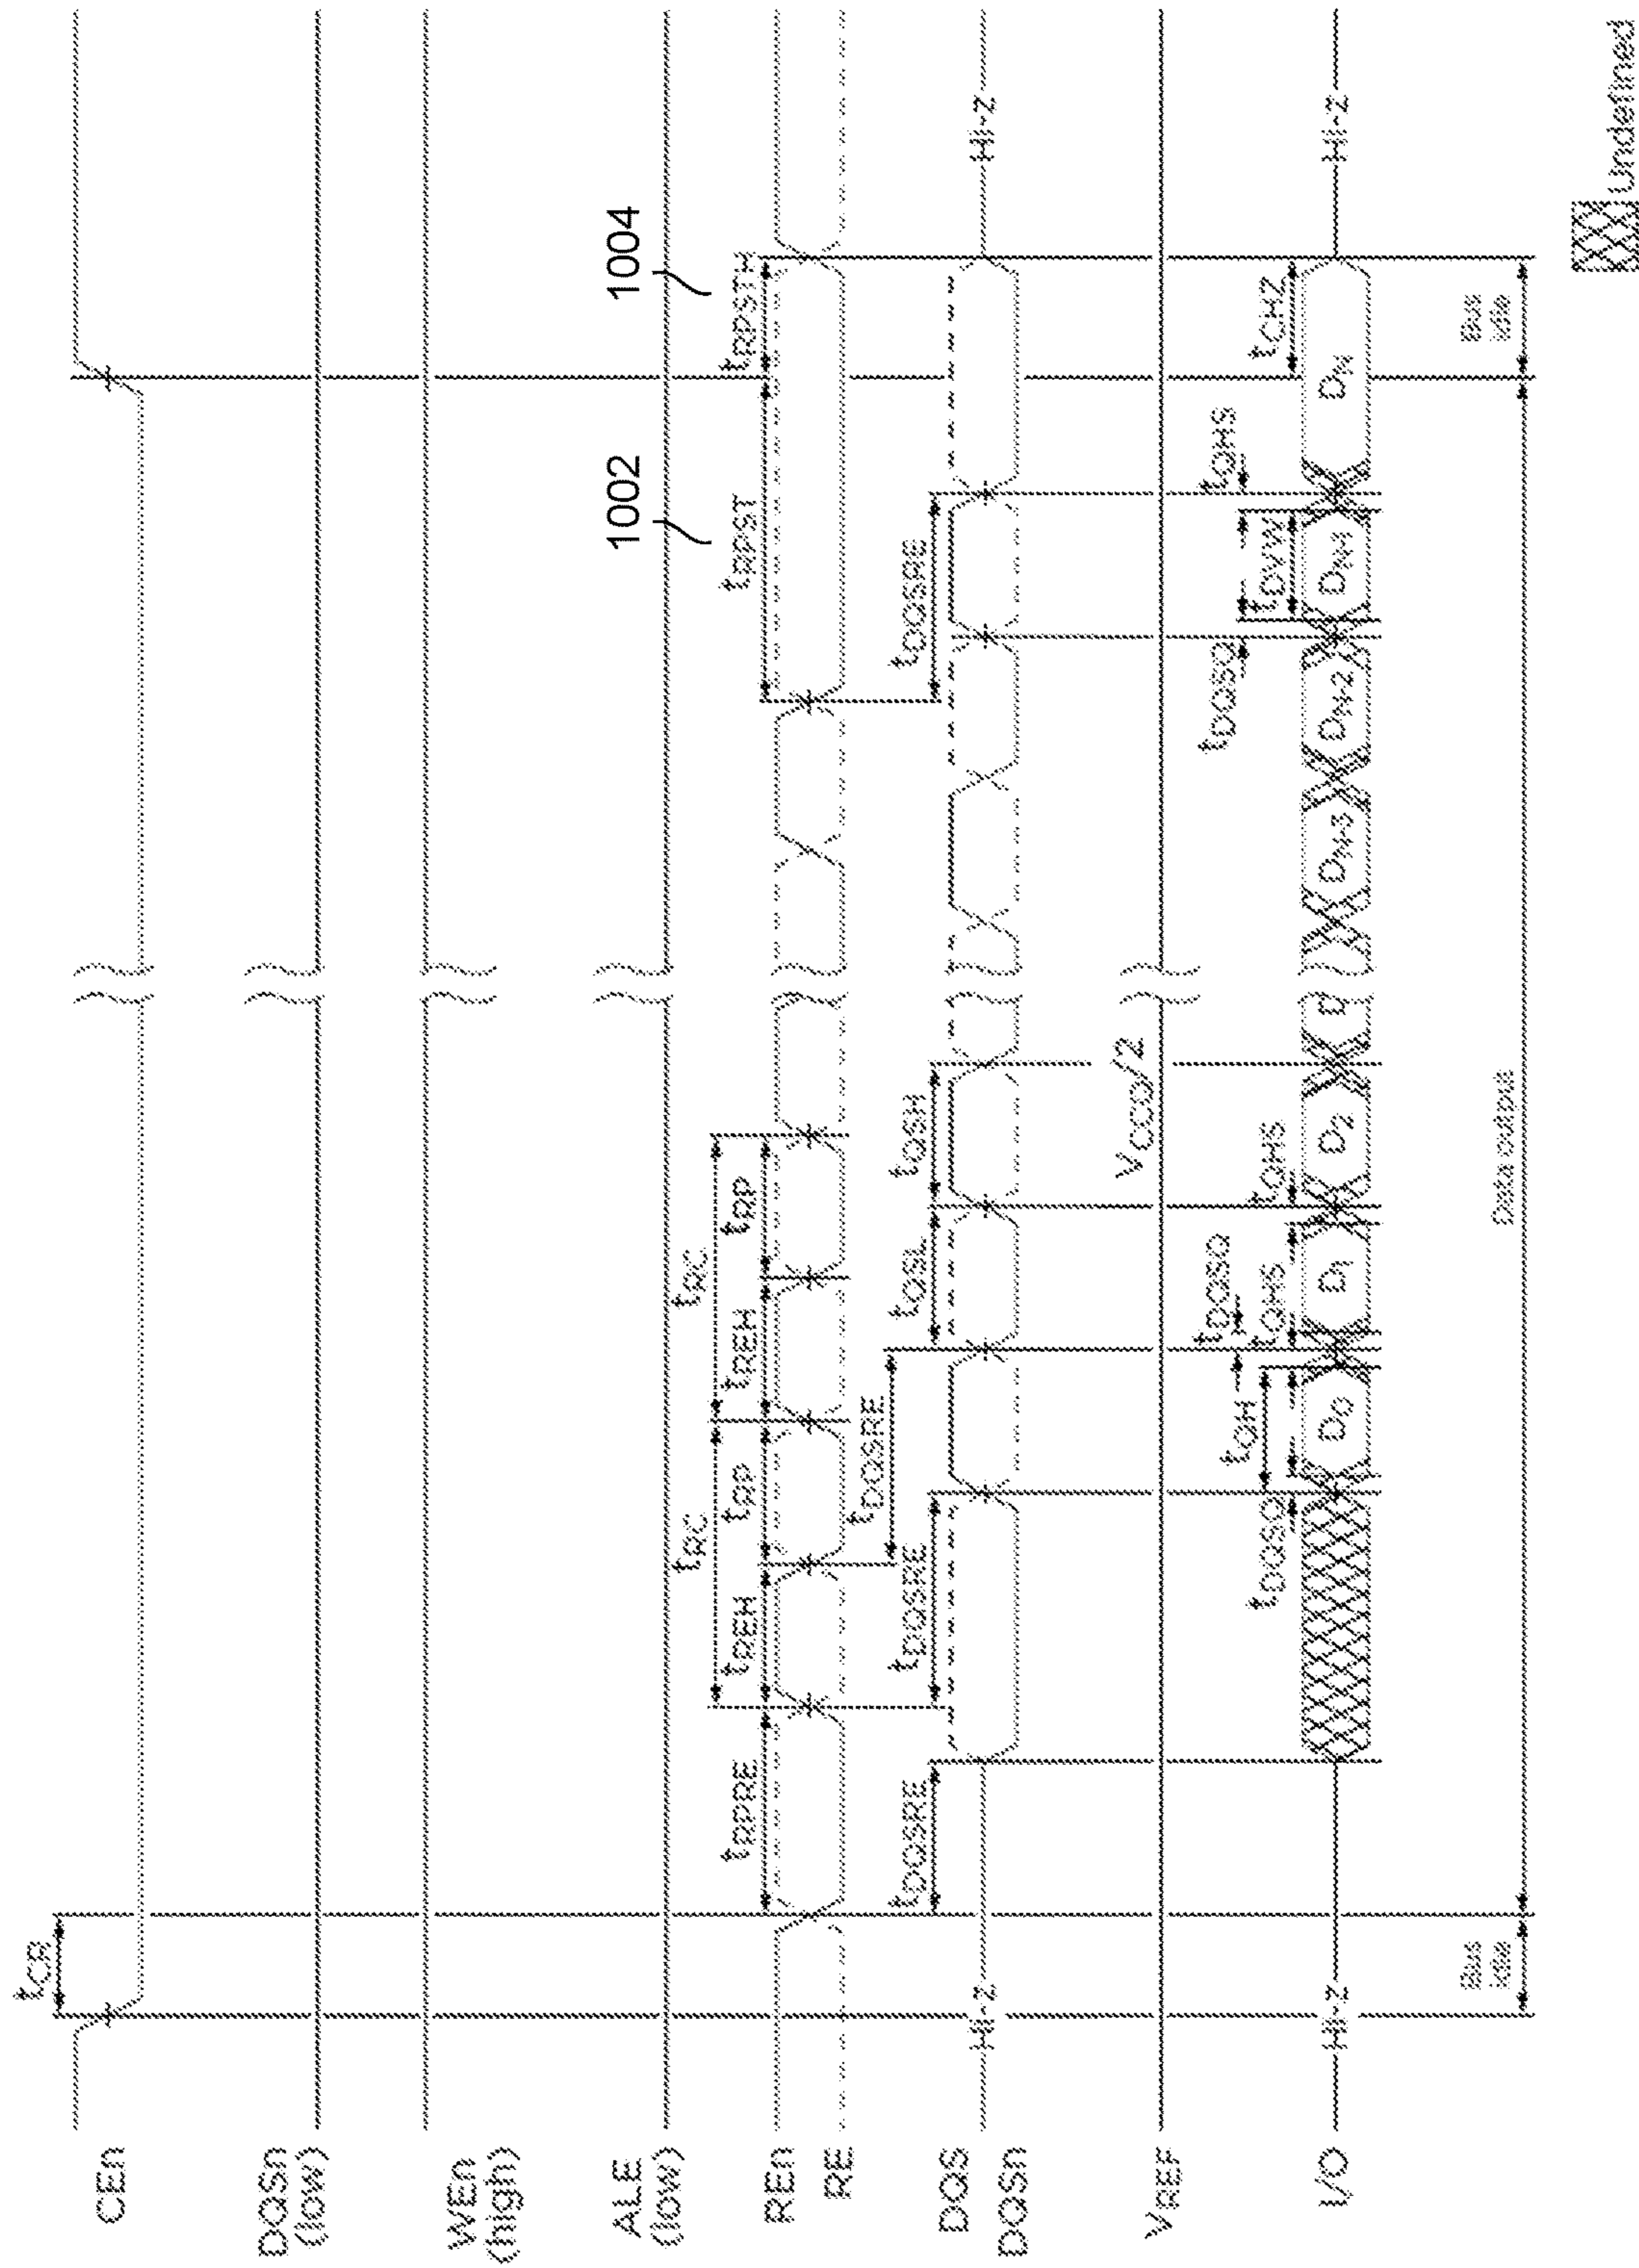 tCR
CEn
DQSn
(low)
WEn
(high)
ALE
(low)
1002
1004
tRC
tRC
tRPRE
tREH
tRP
tREH
tRP
tRPST
tRPSTH
REn
RE
tDQSRE
tDQSRE
tDQSRE
tQSL
tQSH
tDQSRE
DQS
DQSn
Hi-Z
Hi-Z
VCCQ/2
VREF
tDQSQ
tQH
tDQSQ
tQHS
tQHS
tDQSQ
tDVW
tQHS
tCHZ
I/O
Hi-Z
D0
D1
D2
D
DN-3
DN-2
DN-1
DN
Hi-Z
Bus
idle
Data output
Bus
idle
Undefined